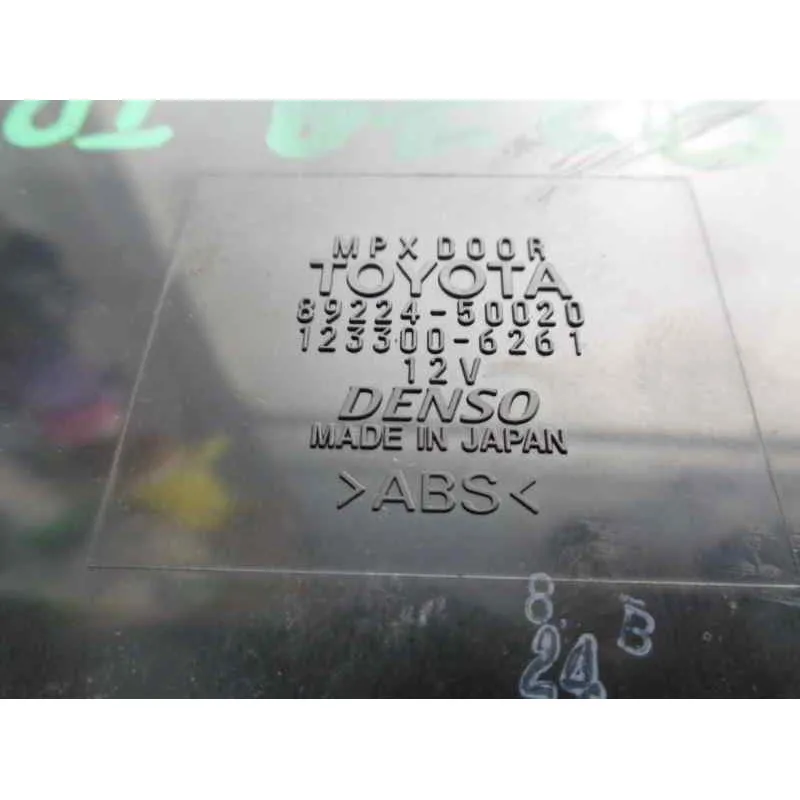 MPX DOOR
TOYOTA
89224-50020
123300-6261
12V
DENSO
MADE IN JAPAN
>ABS<
8.
B
24